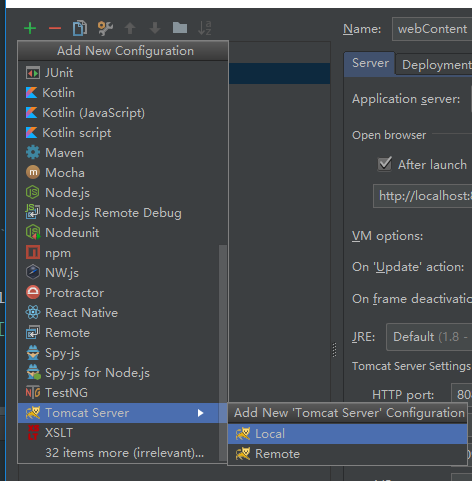 Name: webContent
Add New Configuration
JUnit
Kotlin
Kotlin (JavaScript)
Kotlin script
Maven
Mocha
Node.js
Node.js Remote Debug
Nodeunit
npm
NW.js
Protractor
React Native
Remote
Spy-js
Spy-js for Node.js
TestNG
Tomcat Server
XSLT
32 items more (irrelevant)...
Add New 'Tomcat Server' Configuration
Local
Remote
Server Deployment
Application server:
Open browser
After launch
http://localhost:8
VM options:
On 'Update' action:
On frame deactivatio
JRE: Default (1.8 -
Tomcat Server Settings
HTTP port: 80